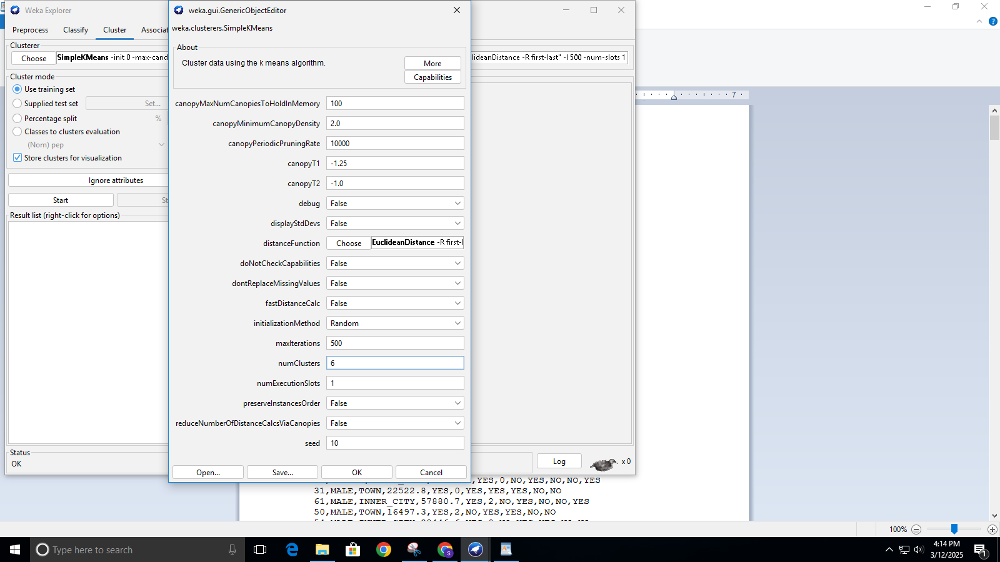 Weka Explorer
Preprocess Classify Cluster Associat
Clusterer
Choose SimpleKMeans -init 0 -max-cand
lideanDistance -R first-last" -I 500 -num-slots 1
Cluster mode
Use training set
Supplied test set Set...
Percentage split %
Classes to clusters evaluation
(Nom) pep
Store clusters for visualization
Ignore attributes
Start St
Result list (right-click for options)
Status
OK
Log x 0
weka.gui.GenericObjectEditor
weka.clusterers.SimpleKMeans
About
Cluster data using the k means algorithm.
More
Capabilities
canopyMaxNumCanopiesToHoldInMemory 100
canopyMinimumCanopyDensity 2.0
canopyPeriodicPruningRate 10000
canopyT1 -1.25
canopyT2 -1.0
debug False
displayStdDevs False
distanceFunction Choose EuclideanDistance -R first-l
doNotCheckCapabilities False
dontReplaceMissingValues False
fastDistanceCalc False
initializationMethod Random
maxIterations 500
numClusters 6
numExecutionSlots 1
preserveInstancesOrder False
reduceNumberOfDistanceCalcsViaCanopies False
seed 10
Open... Save... OK Cancel
7
,YES,0,NO,YES,NO,NO,YES
31,MALE,TOWN,22522.8,YES,0,YES,YES,YES,NO,NO
61,MALE,INNER_CITY,57880.7,YES,2,NO,YES,NO,NO,YES
50,MALE,TOWN,16497.3,YES,2,NO,YES,YES,NO,NO
100%
Type here to search
S
4:14 PM
3/12/2025
1